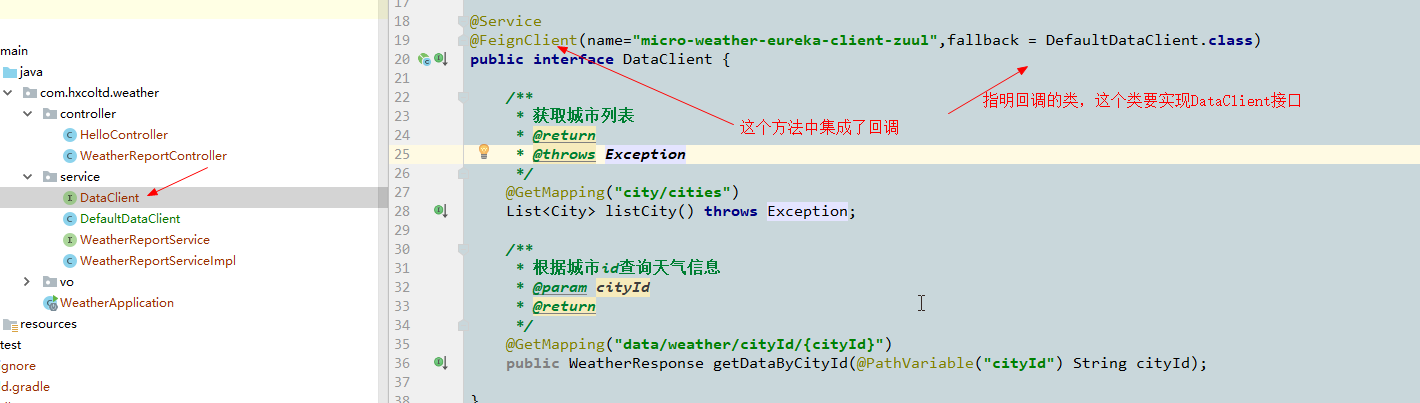 main
java
com.hxcoltd.weather
controller
HelloController
WeatherReportController
service
DataClient
DefaultDataClient
WeatherReportService
WeatherReportServiceImpl
vo
WeatherApplication
resources
test
ignore
d.gradle
17
18 @Service
19 @FeignClient(name="micro-weather-eureka-client-zuul",fallback = DefaultDataClient.class)
20 public interface DataClient {
21
22 /**
指明回调的类，这个类要实现DataClient接口
23 * 获取城市列表
24 * @return
这个方法中集成了回调
25 * @throws Exception
26 */
27 @GetMapping("city/cities")
28 List<City> listCity() throws Exception;
29
30 /**
31 * 根据城市id查询天气信息
32 * @param cityId
33 * @return
34 */
35 @GetMapping("data/weather/cityId/{cityId}")
36 public WeatherResponse getDataByCityId(@PathVariable("cityId") String cityId);
37
38 }